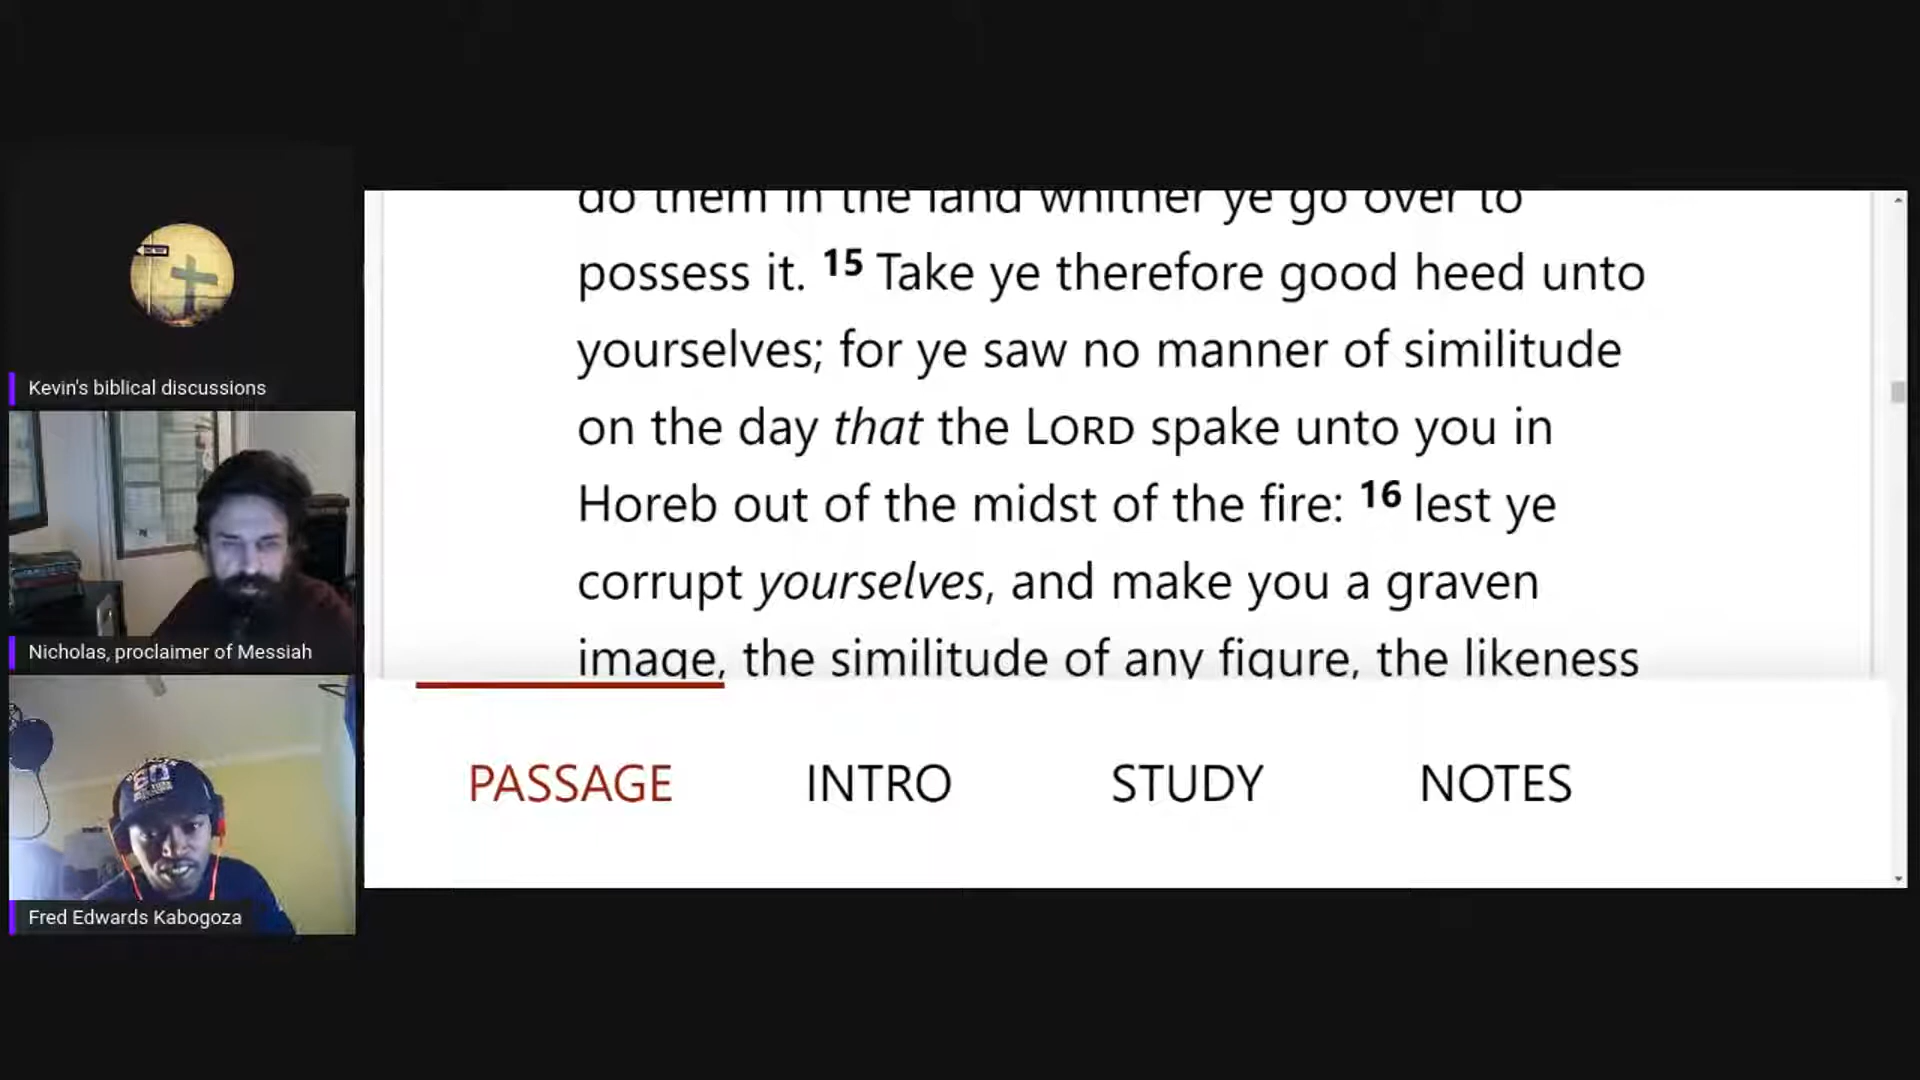 Kevin's biblical discussions
Nicholas, proclaimer of Messiah
Fred Edwards Kabogoza
do them in the land whither ye go over to
possess it. 15 Take ye therefore good heed unto
yourselves; for ye saw no manner of similitude
on the day that the LORD spake unto you in
Horeb out of the midst of the fire: 16 lest ye
corrupt yourselves, and make you a graven
image, the similitude of any figure, the likeness
PASSAGE
INTRO
STUDY
NOTES